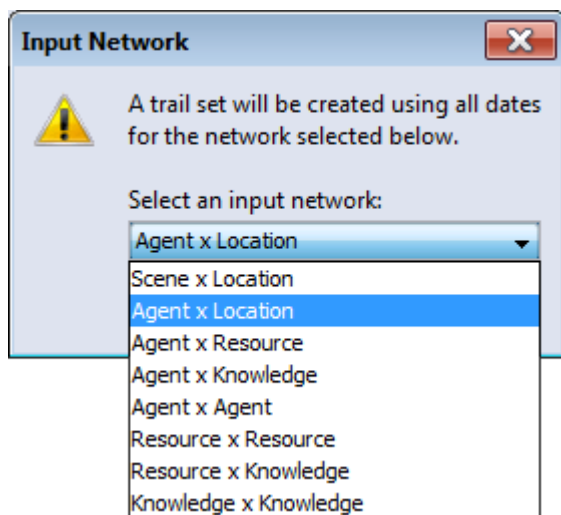 Input Network
A trail set will be created using all dates
for the network selected below.
Select an input network:
Agent x Location
Scene x Location
Agent x Location
Agent x Resource
Agent x Knowledge
Agent x Agent
Resource x Resource
Resource x Knowledge
Knowledge x Knowledge